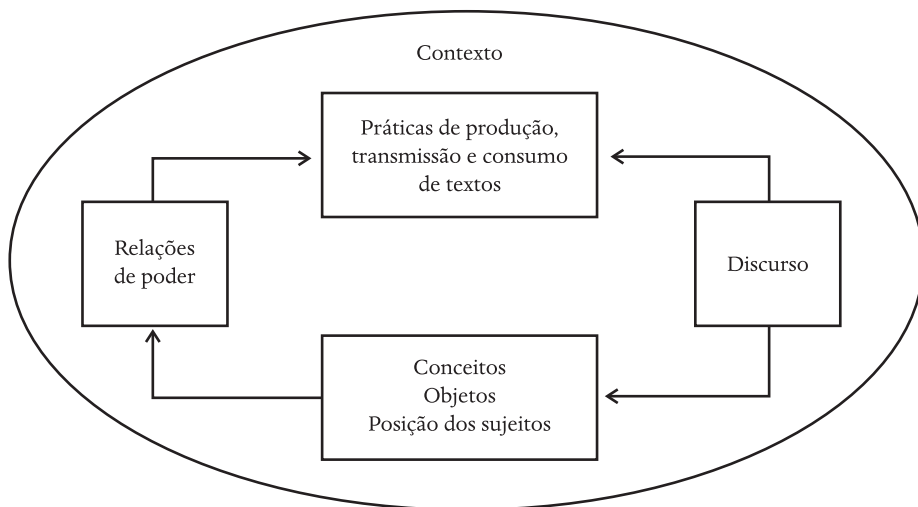 Contexto
Práticas de produção,
transmissão e consumo
de textos
Relações
de poder
Discurso
Conceitos
Objetos
Posição dos sujeitos